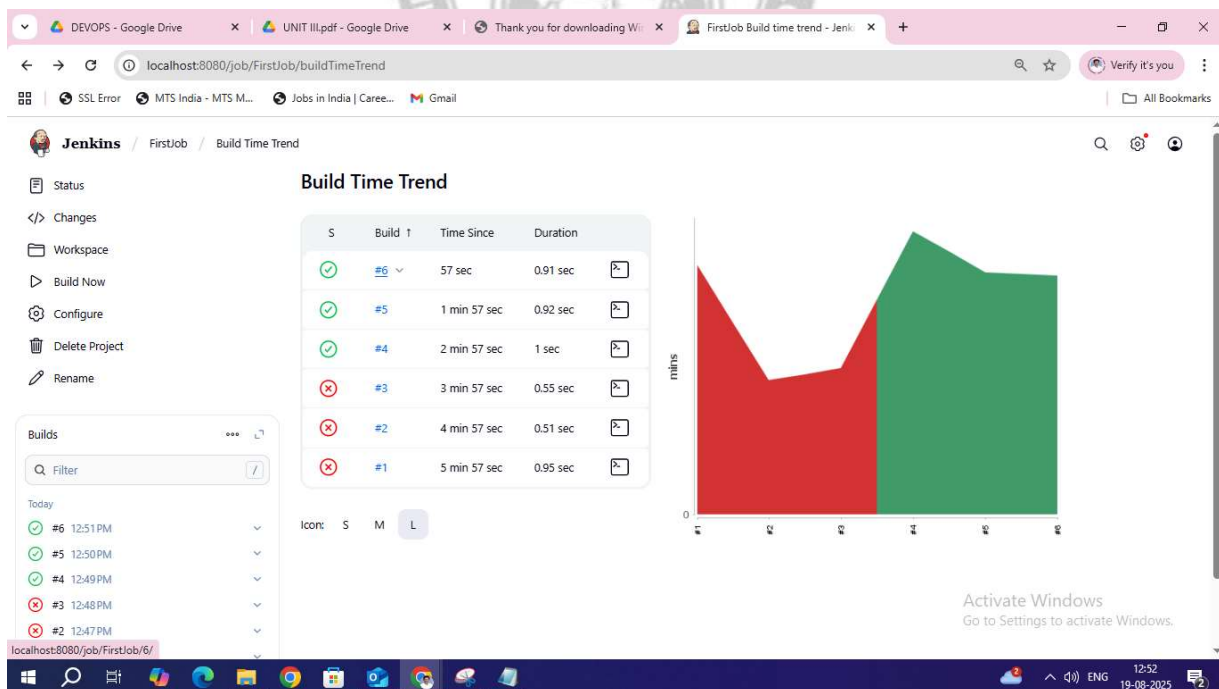 DEVOPS - Google Drive
UNIT III.pdf - Google Drive
Thank you for downloading Wi
FirstJob Build time trend - Jenki
localhost:8080/job/FirstJob/buildTimeTrend
Verify it's you
SSL Error
MTS India - MTS M...
Jobs in India | Caree...
Gmail
All Bookmarks
Jenkins / FirstJob / Build Time Trend
Status
Changes
Workspace
Build Now
Configure
Delete Project
Rename
Builds
Filter /
Today
#6 12:51 PM
#5 12:50 PM
#4 12:49 PM
#3 12:48 PM
#2 12:47 PM
localhost:8080/job/FirstJob/6/
Build Time Trend
S Build ↑ Time Since Duration
#6 57 sec 0.91 sec
#5 1 min 57 sec 0.92 sec
#4 2 min 57 sec 1 sec
#3 3 min 57 sec 0.55 sec
#2 4 min 57 sec 0.51 sec
#1 5 min 57 sec 0.95 sec
Icon: S M L
mins
0
#1 #2 #3 #4 #5 #6
Activate Windows
Go to Settings to activate Windows.
ENG
12:52
19-08-2025
2